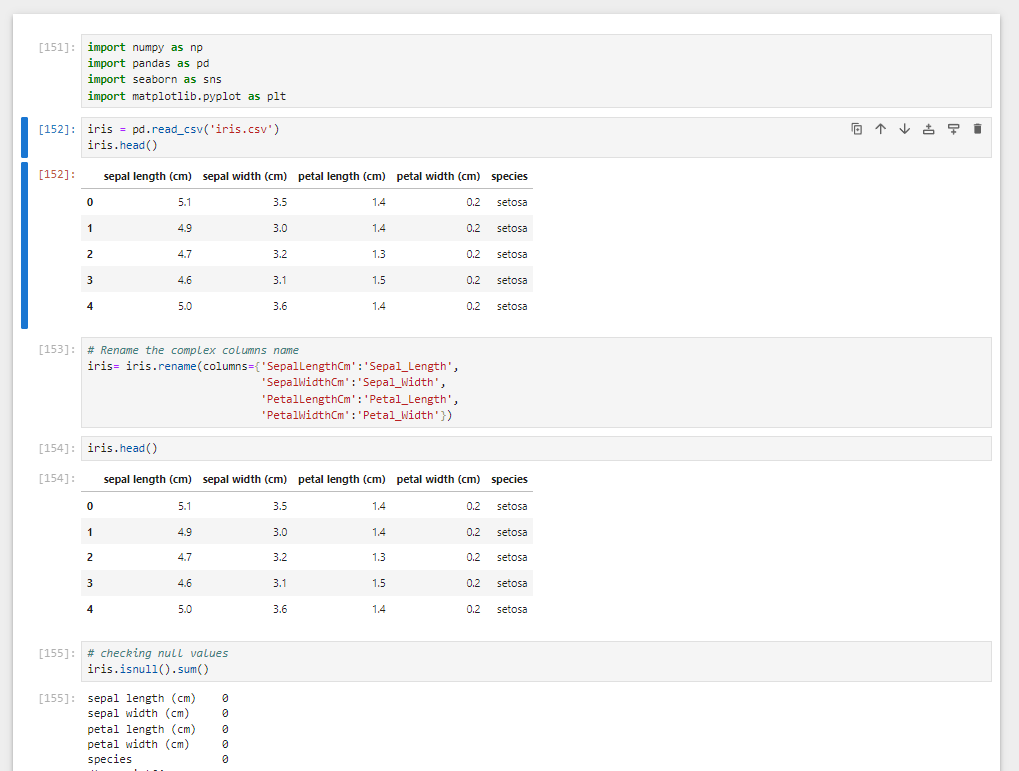 [151]: import numpy as np
import pandas as pd
import seaborn as sns
import matplotlib.pyplot as plt
[152]: iris = pd.read_csv('iris.csv')
iris.head()
[152]: sepal length (cm) sepal width (cm) petal length (cm) petal width (cm) species
0 5.1 3.5 1.4 0.2 setosa
1 4.9 3.0 1.4 0.2 setosa
2 4.7 3.2 1.3 0.2 setosa
3 4.6 3.1 1.5 0.2 setosa
4 5.0 3.6 1.4 0.2 setosa
[153]: # Rename the complex columns name
iris= iris.rename(columns={'SepalLengthCm':'Sepal_Length',
'SepalWidthCm':'Sepal_Width',
'PetalLengthCm':'Petal_Length',
'PetalWidthCm':'Petal_Width'})
[154]: iris.head()
[154]: sepal length (cm) sepal width (cm) petal length (cm) petal width (cm) species
0 5.1 3.5 1.4 0.2 setosa
1 4.9 3.0 1.4 0.2 setosa
2 4.7 3.2 1.3 0.2 setosa
3 4.6 3.1 1.5 0.2 setosa
4 5.0 3.6 1.4 0.2 setosa
[155]: # checking null values
iris.isnull().sum()
[155]: sepal length (cm) 0
sepal width (cm) 0
petal length (cm) 0
petal width (cm) 0
species 0